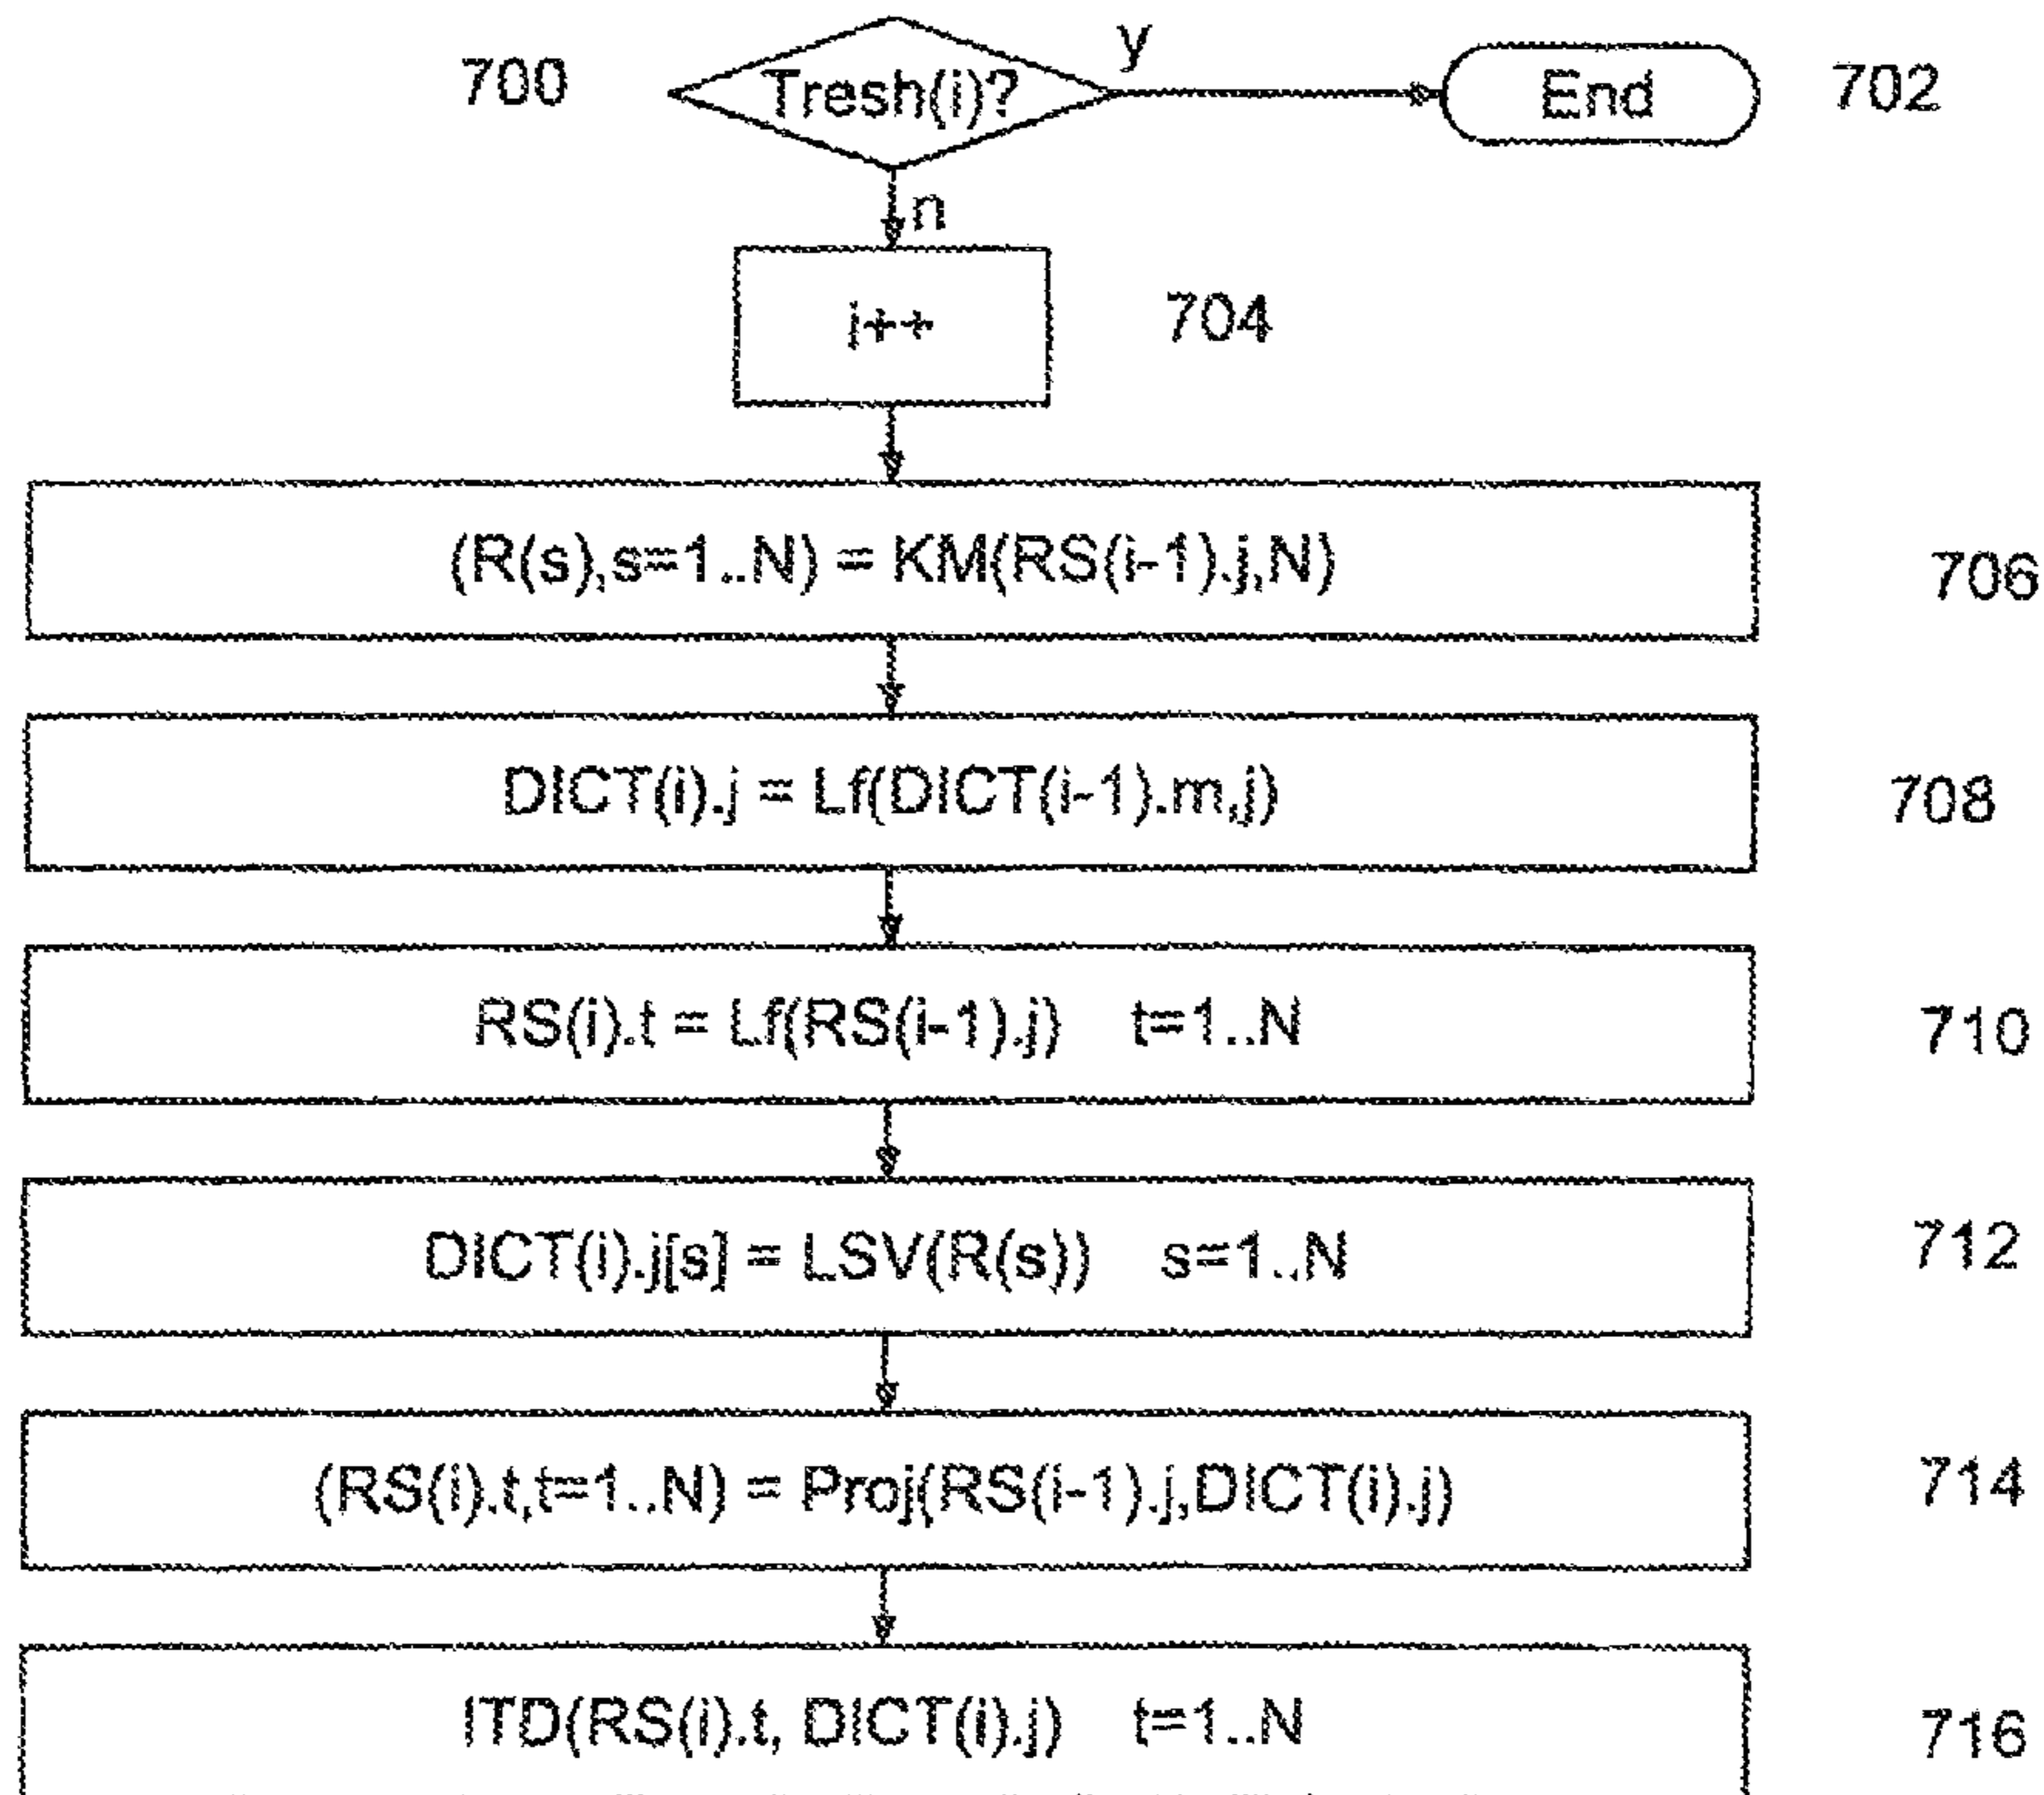 700 Tresh(i)? y End 702
n
i++ 704
(R(s),s=1..N) = KM(RS(i-1).j,N) 706
DICT(i).j = Lf(DICT(i-1).m,j) 708
RS(i).t = Lf(RS(i-1).j) t=1..N 710
DICT(i).j[s] = LSV(R(s)) s=1..N 712
(RS(i).t,t=1..N) = Proj(RS(i-1).j,DICT(i).j) 714
ITD(RS(i).t, DICT(i).j) t=1..N 716